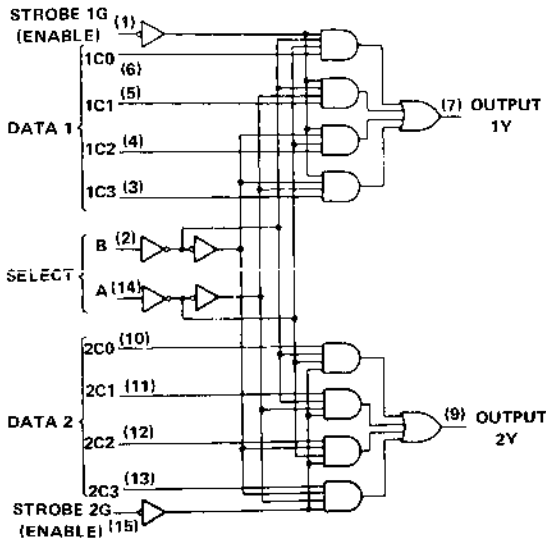 STROBE 1G (1)
(ENABLE)
1C0
(6)
1C1 (5)
DATA 1
1C2 (4)
1C3 (3)
(7) OUTPUT
1Y
B (2)
SELECT
A (14)
2C0 (10)
2C1 (11)
DATA 2
2C2 (12)
2C3 (13)
STROBE 2G
(ENABLE) (15)
(9) OUTPUT
2Y